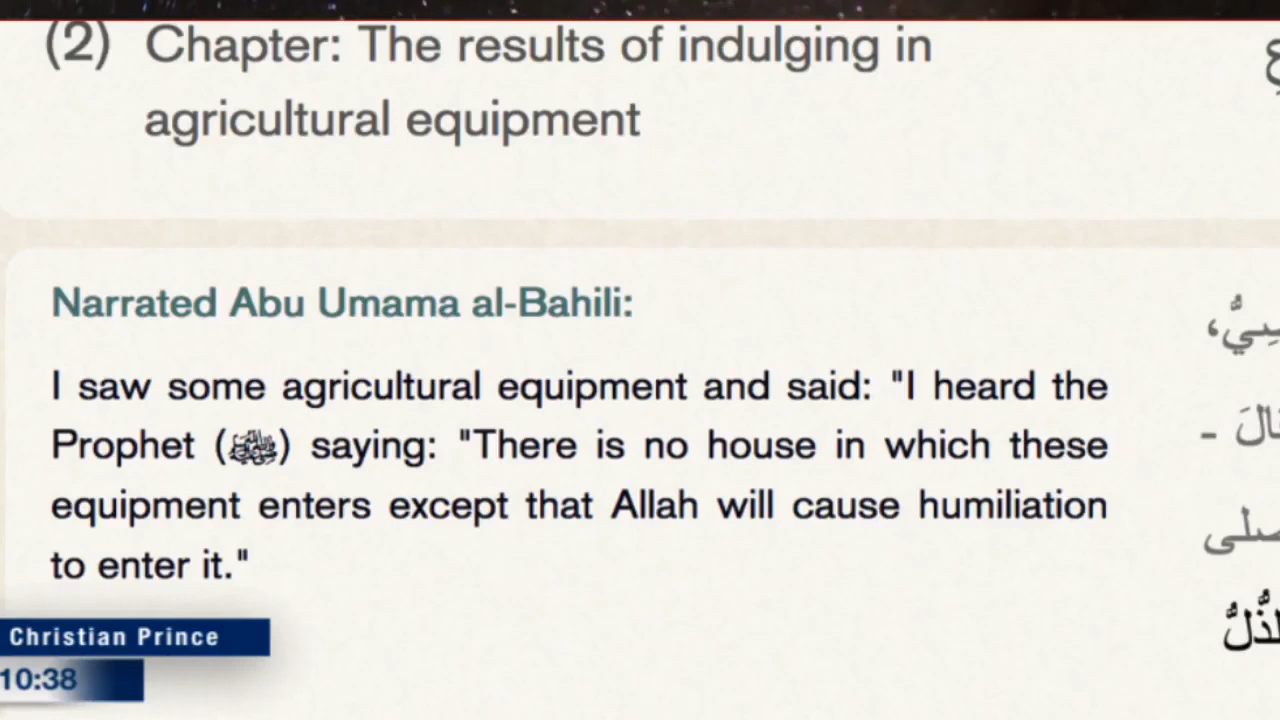 (2) Chapter: The results of indulging in
agricultural equipment
Narrated Abu Umama al-Bahili:
I saw some agricultural equipment and said: "I heard the
Prophet (ﷺ) saying: "There is no house in which these
equipment enters except that Allah will cause humiliation
to enter it."
Christian Prince
10:38